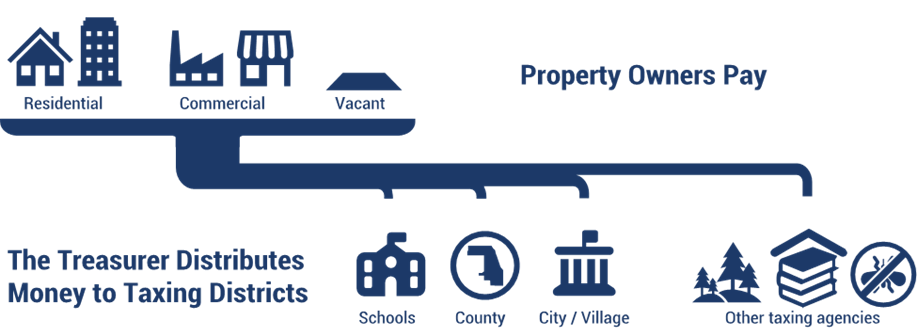 Residential
Commercial
Vacant
Property Owners Pay
The Treasurer Distributes
Money to Taxing Districts
Schools
County
City / Village
Other taxing agencies